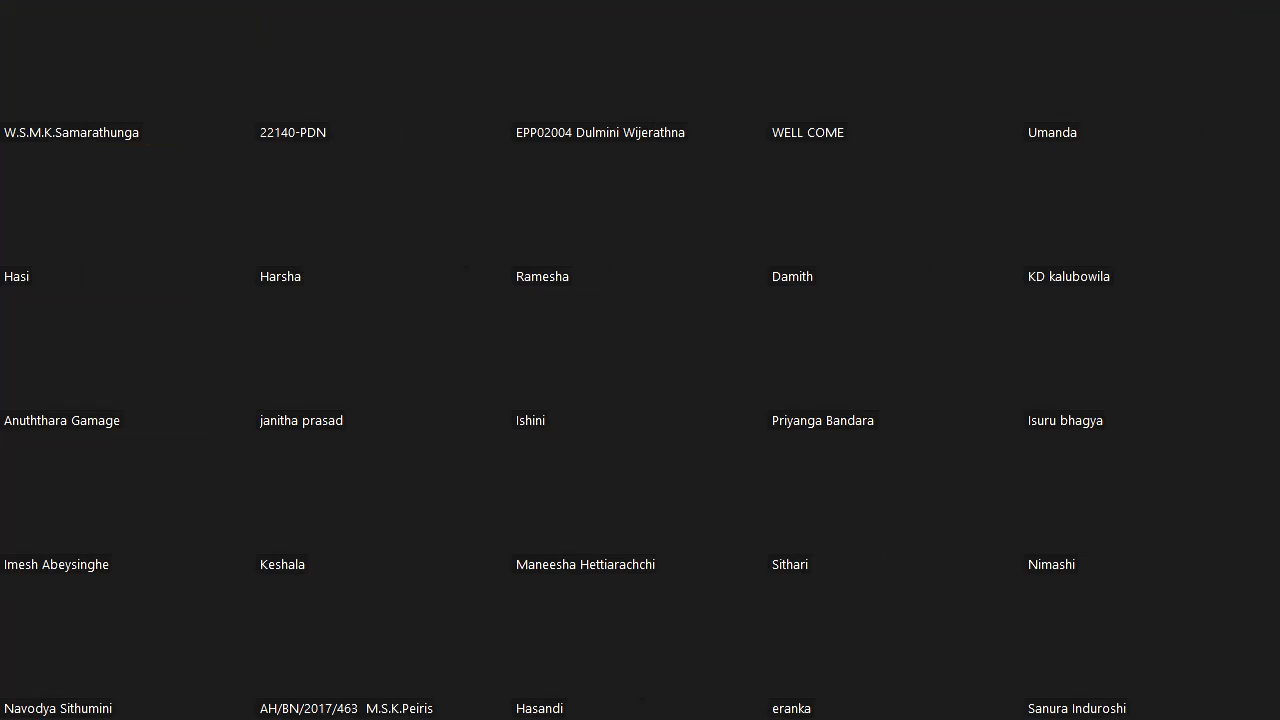 W.S.M.K.Samarathunga
22140-PDN
EPP02004 Dulmini Wijerathna
WELL COME
Umanda
Hasi
Harsha
Ramesha
Damith
KD kalubowila
Anuththara Gamage
janitha prasad
Ishini
Priyanga Bandara
Isuru bhagya
Imesh Abeysinghe
Keshala
Maneesha Hettiarachchi
Sithari
Nimashi
Navodya Sithumini
AH/BN/2017/463 M.S.K.Peiris
Hasandi
eranka
Sanura Induroshi